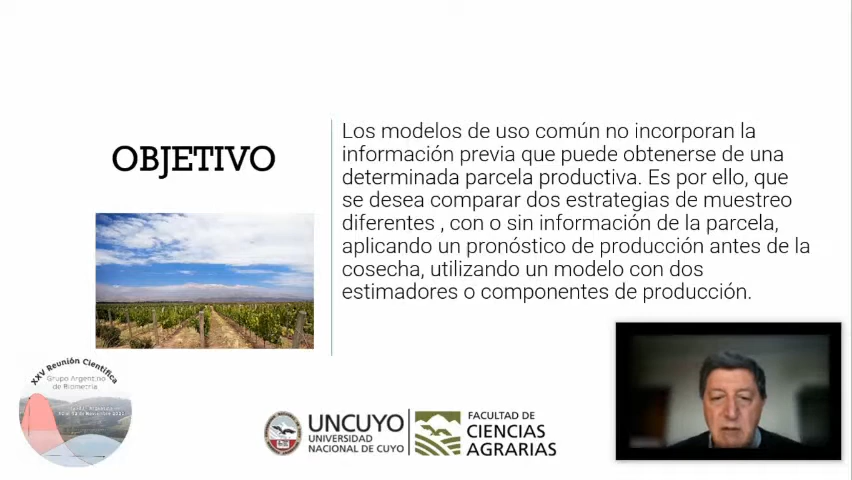 OBJETIVO
Los modelos de uso común no incorporan la
información previa que puede obtenerse de una
determinada parcela productiva. Es por ello, que
se desea comparar dos estrategias de muestreo
diferentes , con o sin información de la parcela,
aplicando un pronóstico de producción antes de la
cosecha, utilizando un modelo con dos
estimadores o componentes de producción.
XXV Reunión Científica
Grupo Argentino
de Biometría
UNCUYO
UNIVERSIDAD
NACIONAL DE CUYO
FACULTAD DE
CIENCIAS
AGRARIAS